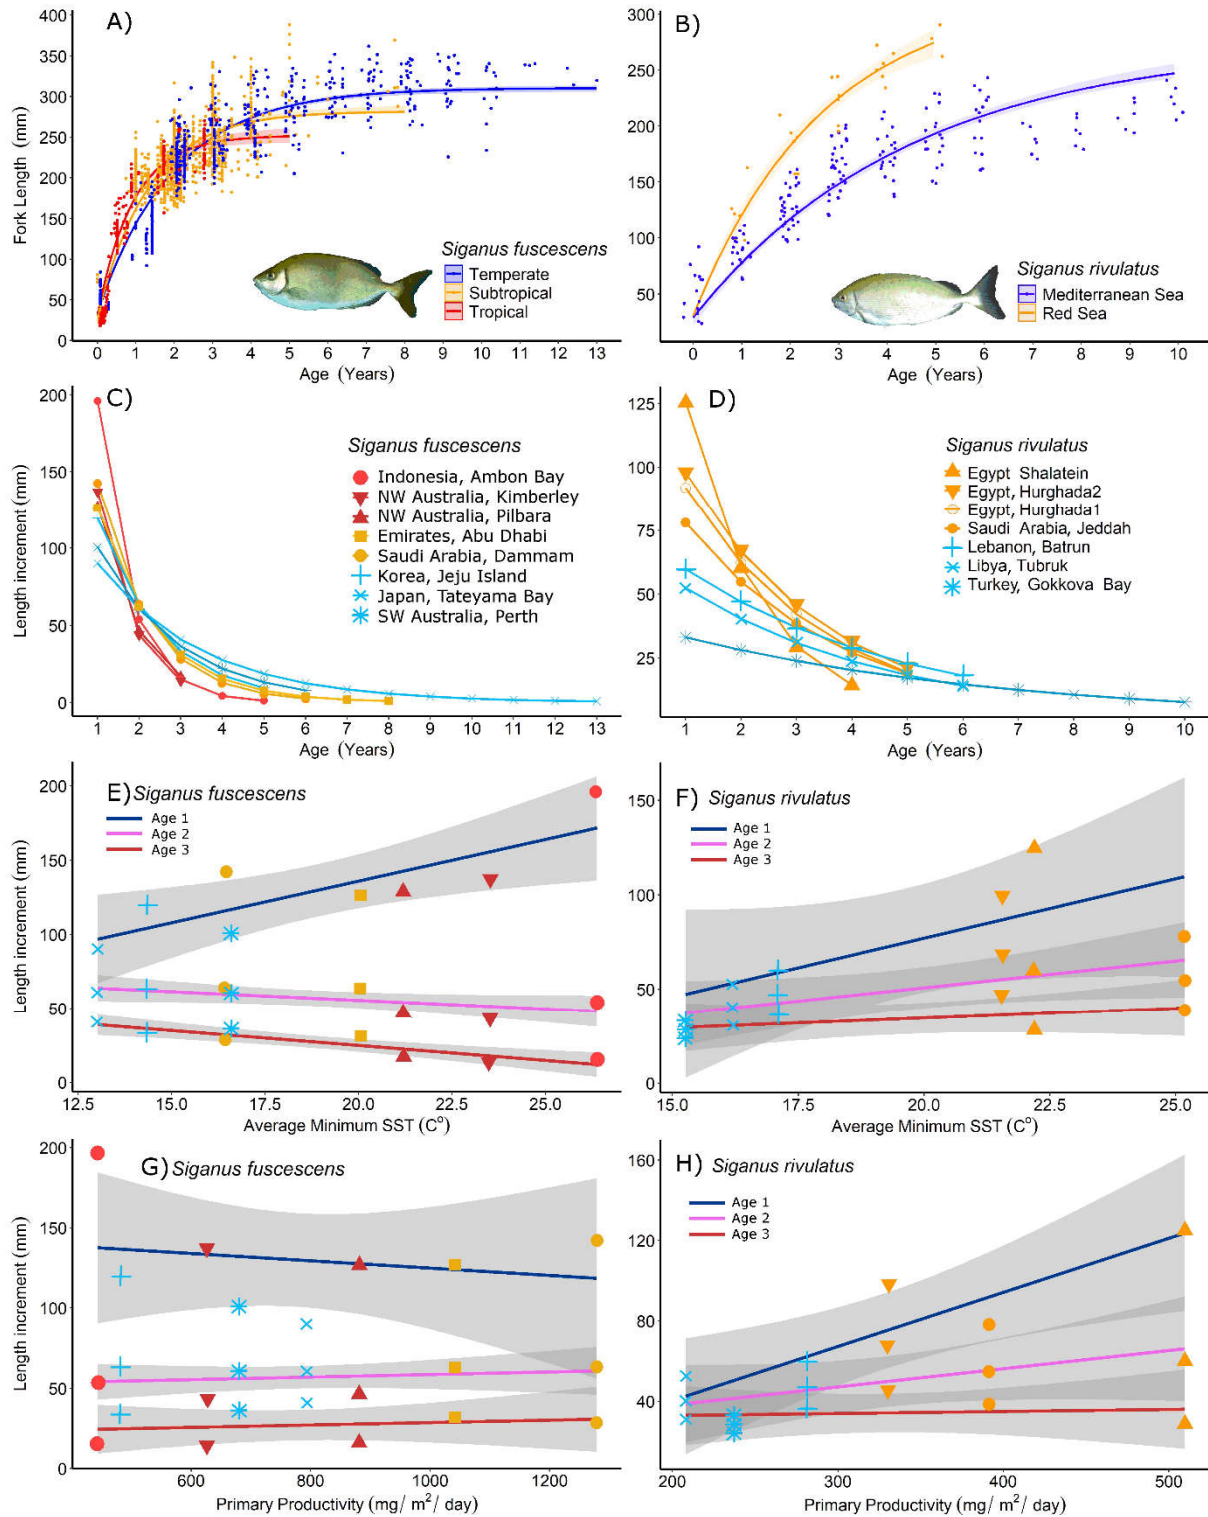 A)
Fork Length (mm)
400
350
300
250
200
150
100
50
0
Siganus fuscescens
Temperate
Subtropical
Tropical
0 1 2 3 4 5 6 7 8 9 10 11 12 13
Age (Years)
B)
300
250
200
150
100
50
Siganus rivulatus
Mediterranean Sea
Red Sea
0 1 2 3 4 5 6 7 8 9 10
Age (Years)
C)
Length increment (mm)
200
150
100
50
0
Siganus fuscescens
Indonesia, Ambon Bay
NW Australia, Kimberley
NW Australia, Pilbara
Emirates, Abu Dhabi
Saudi Arabia, Dammam
Korea, Jeju Island
Japan, Tateyama Bay
SW Australia, Perth
1 2 3 4 5 6 7 8 9 10 11 12 13
Age (Years)
D)
125
100
75
50
25
Siganus rivulatus
Egypt Shalatein
Egypt, Hurghada2
Egypt, Hurghada1
Saudi Arabia, Jeddah
Lebanon, Batrun
Libya, Tubruk
Turkey, Gokkova Bay
1 2 3 4 5 6 7 8 9 10
Age (Years)
E) Siganus fuscescens
Length increment (mm)
200
150
100
50
0
Age 1
Age 2
Age 3
12.5 15.0 17.5 20.0 22.5 25.0
Average Minimum SST (C°)
F) Siganus rivulatus
150
100
50
0
Age 1
Age 2
Age 3
15.0 17.5 20.0 22.5 25.0
Average Minimum SST (C°)
G) Siganus fuscescens
Length increment (mm)
200
150
100
50
0
600 800 1000 1200
Primary Productivity (mg/ m²/ day)
H) Siganus rivulatus
160
120
80
40
Age 1
Age 2
Age 3
200 300 400 500
Primary Productivity (mg/ m²/ day)